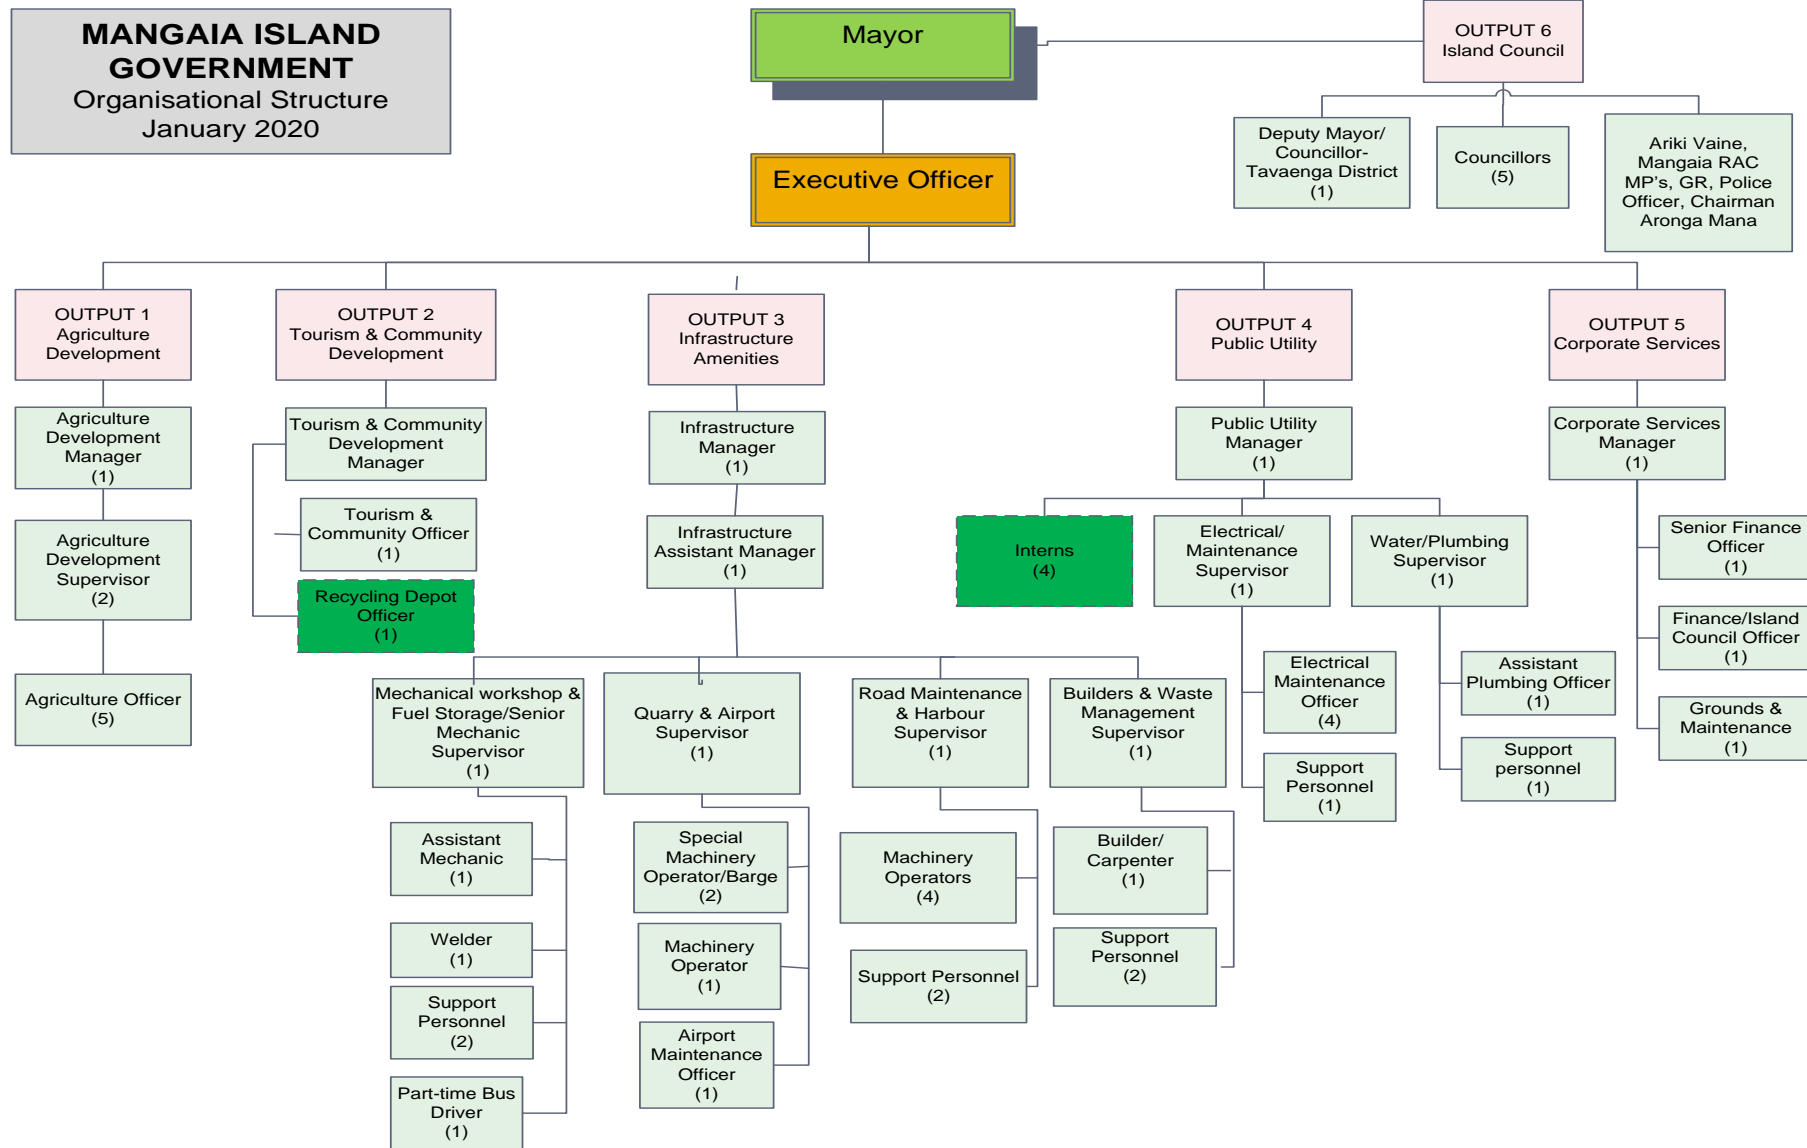 MANGAIA ISLAND
GOVERNMENT
Organisational Structure
January 2020
Mayor
OUTPUT 6
Island Council
Deputy Mayor/
Councillor-
Tavaenga District
(1)
Councillors
(5)
Ariki Vaine,
Mangaia RAC
MP's, GR, Police
Officer, Chairman
Aronga Mana
Executive Officer
OUTPUT 1
Agriculture
Development
OUTPUT 2
Tourism & Community
Development
OUTPUT 3
Infrastructure
Amenities
OUTPUT 4
Public Utility
OUTPUT 5
Corporate Services
Agriculture
Development
Manager
(1)
Tourism & Community
Development
Manager
Infrastructure
Manager
(1)
Public Utility
Manager
(1)
Corporate Services
Manager
(1)
Agriculture
Development
Supervisor
(2)
Tourism &
Community Officer
(1)
Infrastructure
Assistant Manager
(1)
Interns
(4)
Electrical/
Maintenance
Supervisor
(1)
Water/Plumbing
Supervisor
(1)
Senior Finance
Officer
(1)
Recycling Depot
Officer
(1)
Finance/Island
Council Officer
(1)
Agriculture Officer
(5)
Mechanical workshop &
Fuel Storage/Senior
Mechanic
Supervisor
(1)
Quarry & Airport
Supervisor
(1)
Road Maintenance
& Harbour
Supervisor
(1)
Builders & Waste
Management
Supervisor
(1)
Electrical
Maintenance
Officer
(4)
Assistant
Plumbing Officer
(1)
Grounds &
Maintenance
(1)
Support
Personnel
(1)
Support
personnel
(1)
Assistant
Mechanic
(1)
Special
Machinery
Operator/Barge
(2)
Machinery
Operators
(4)
Builder/
Carpenter
(1)
Welder
(1)
Machinery
Operator
(1)
Support Personnel
(2)
Support
Personnel
(2)
Support
Personnel
(2)
Airport
Maintenance
Officer
(1)
Part-time Bus
Driver
(1)